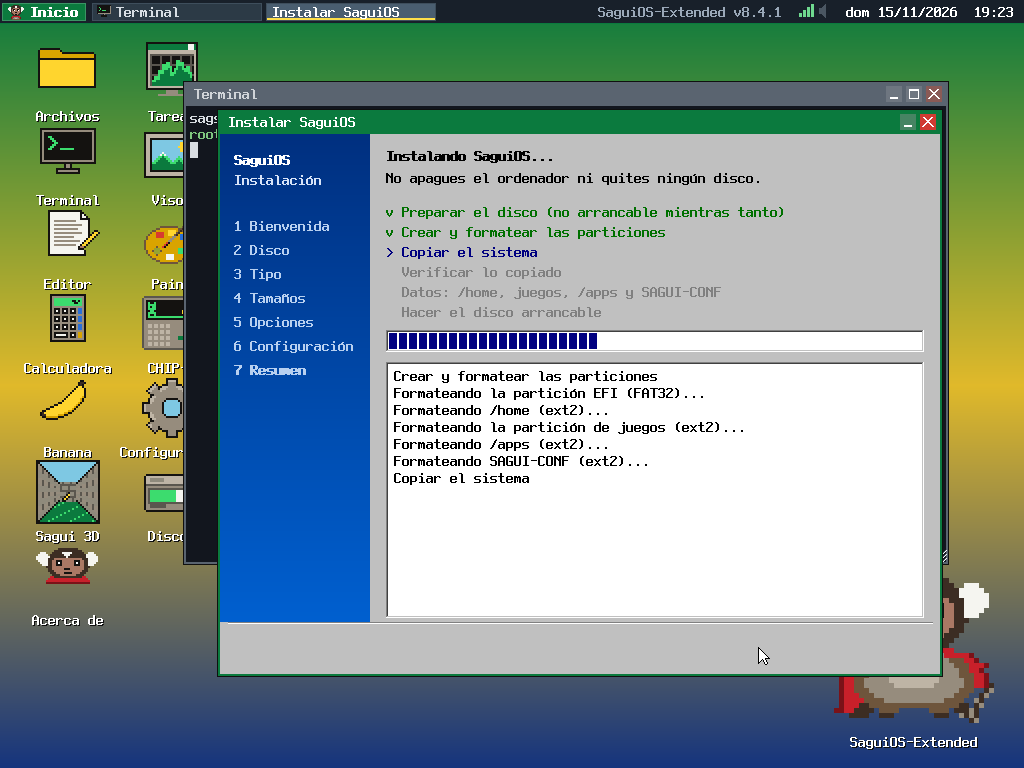 Inicio
Terminal
Instalar SaguiOS
SaguiOS-Extended v8.4.1
dom 15/11/2026
19:23
Archivos
Terminal
Editor
Calculadora
CHIP-
Banana
Configur
Sagui 3D
Disco
Acerca de
Terminal
Instalar SaguiOS
SaguiOS
Instalación
1 Bienvenida
2 Disco
3 Tipo
4 Tamaños
5 Opciones
6 Configuración
7 Resumen
Instalando SaguiOS...
No apagues el ordenador ni quites ningún disco.
v Preparar el disco (no arrancable mientras tanto)
v Crear y formatear las particiones
> Copiar el sistema
Verificar lo copiado
Datos: /home, juegos, /apps y SAGUI-CONF
Hacer el disco arrancable
Crear y formatear las particiones
Formateando la partición EFI (FAT32)...
Formateando /home (ext2)...
Formateando la partición de juegos (ext2)...
Formateando /apps (ext2)...
Formateando SAGUI-CONF (ext2)...
Copiar el sistema
SaguiOS-Extended